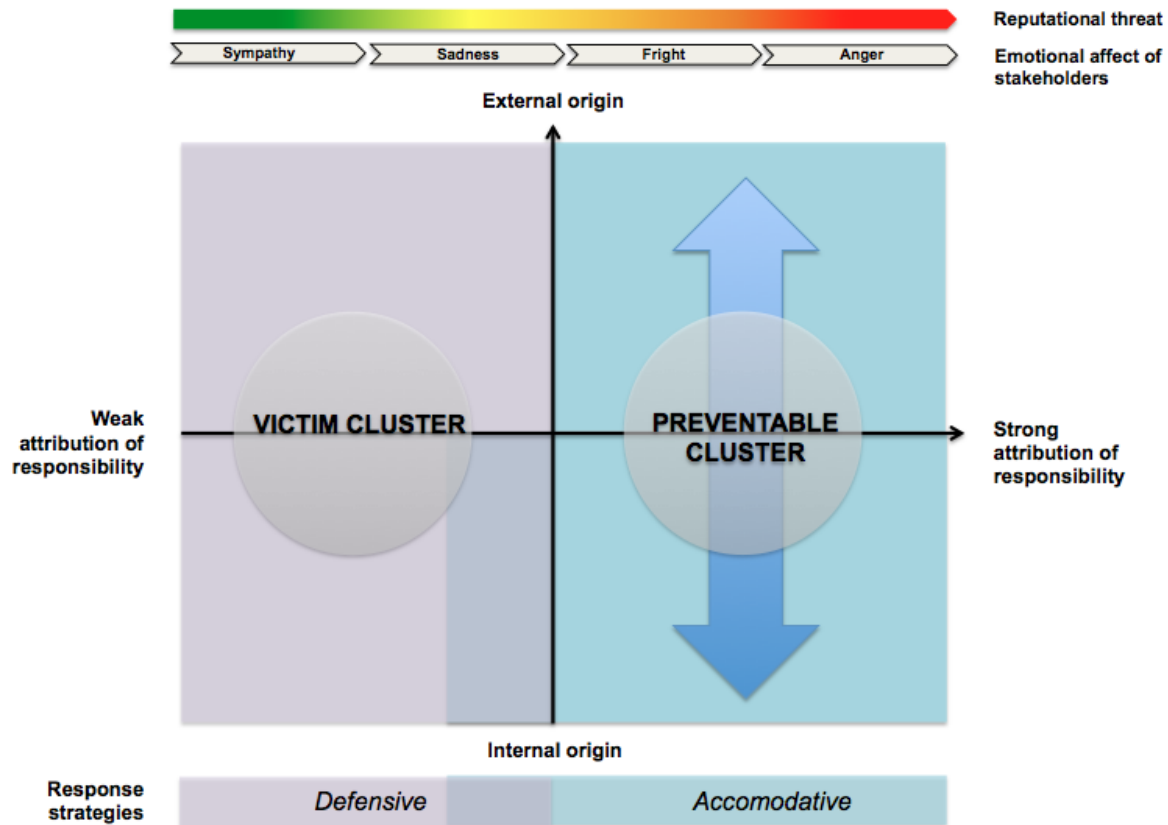 Reputational threat
Sympathy
Sadness
Fright
Anger
Emotional affect of
stakeholders
External origin
Weak
attribution of
responsibility
VICTIM CLUSTER
PREVENTABLE
CLUSTER
Strong
attribution of
responsibility
Internal origin
Response
strategies
Defensive
Accomodative